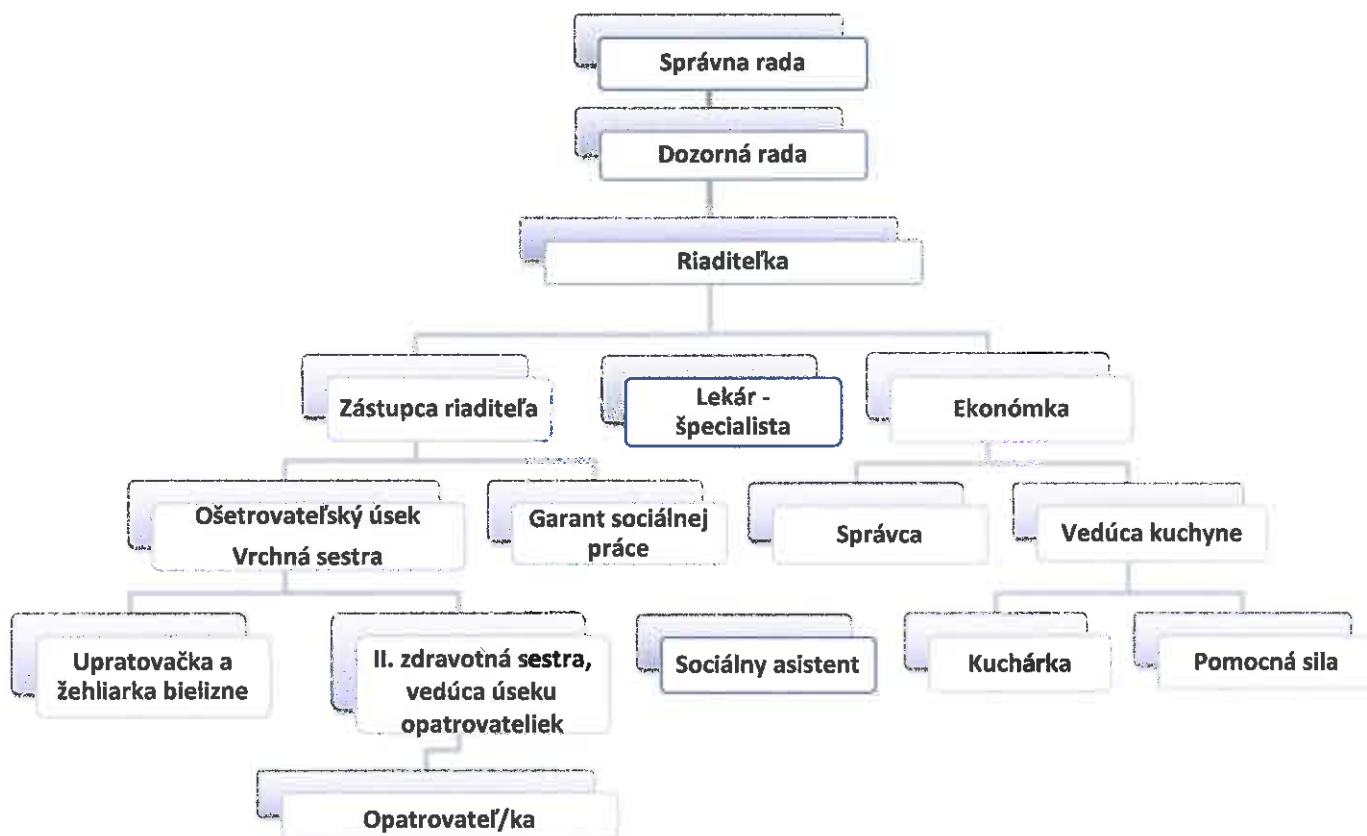 Správna rada
Dozorná rada
Riaditeľka
Zástupca riaditeľa
Lekár -
špecialista
Ekonómka
Ošetrovateľský úsek
Vrchná sestra
Garant sociálnej
práce
Správca
Vedúca kuchyne
Upratovačka a
žehliarka bielizne
II. zdravotná sestra,
vedúca úseku
opatrovateliek
Sociálny asistent
Kuchárka
Pomocná sila
Opatrovateľ/ka